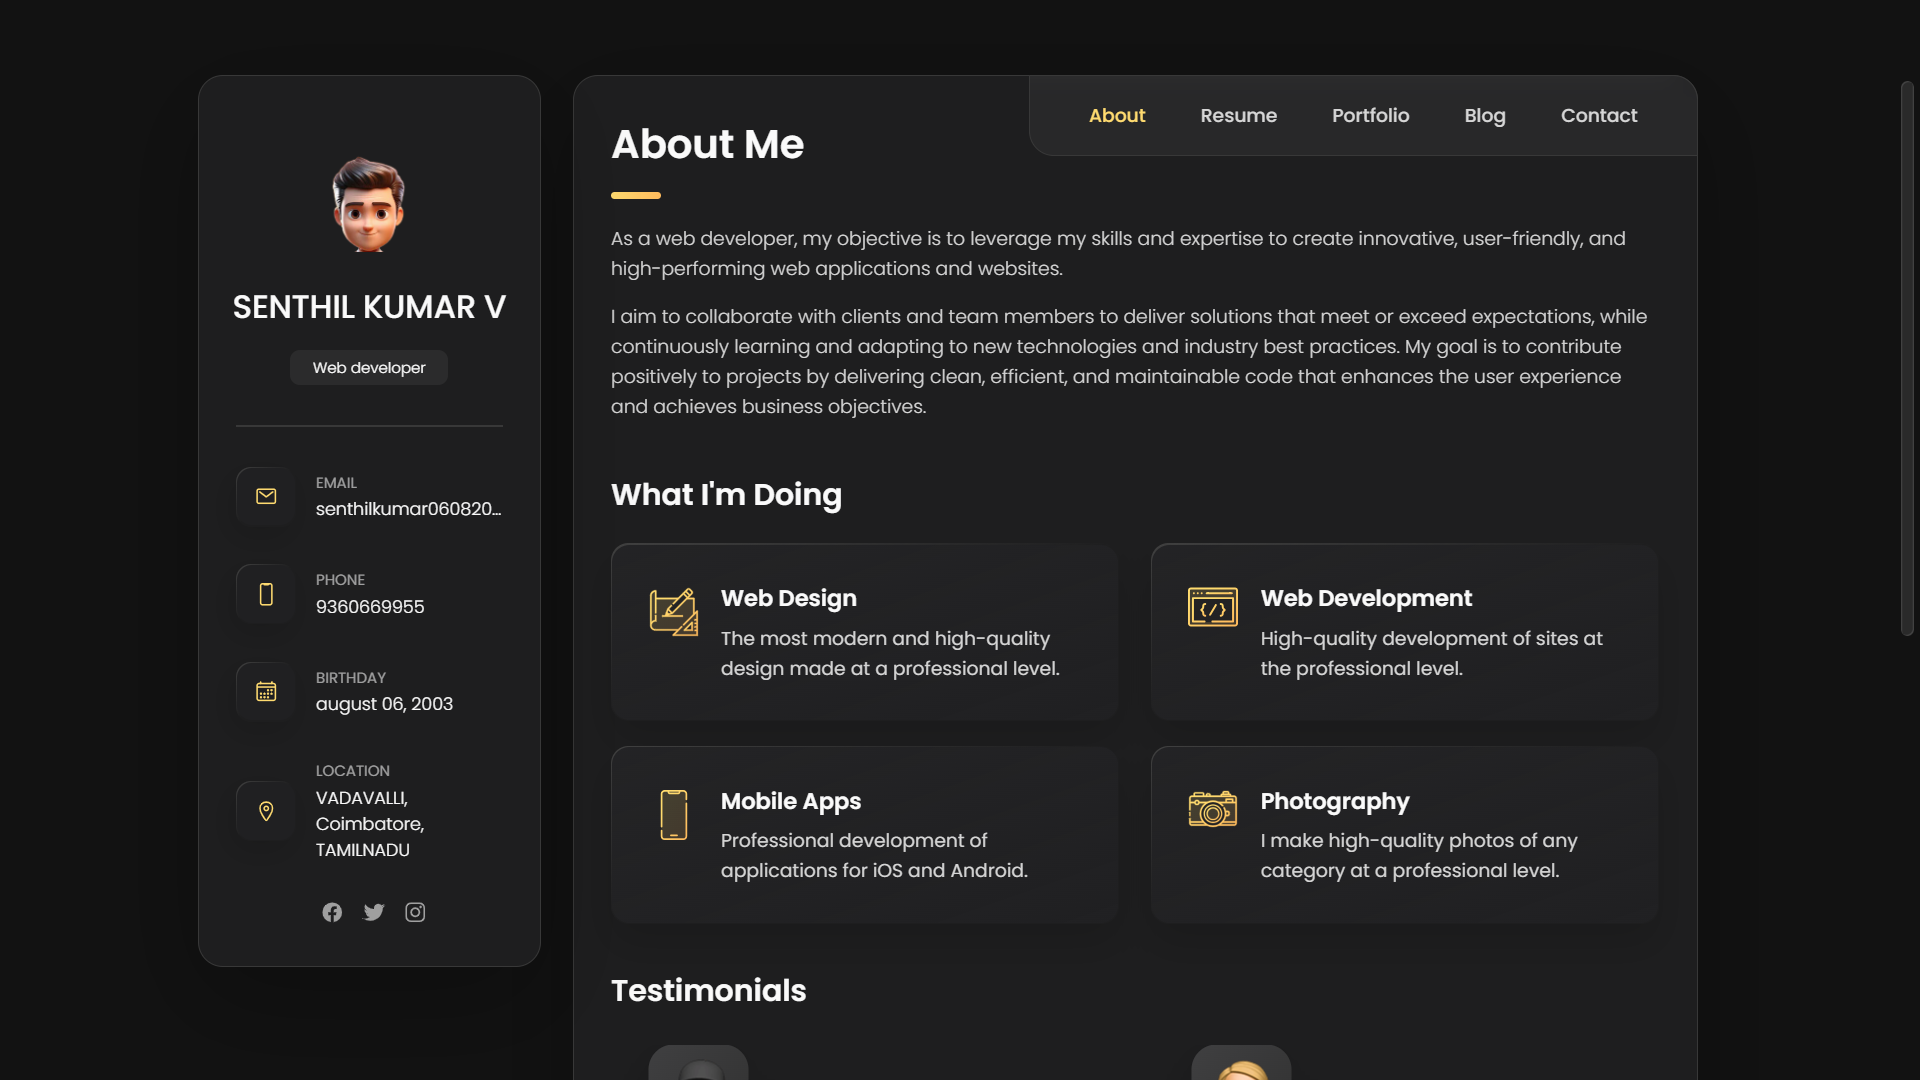 SENTHIL KUMAR V
Web developer
EMAIL
senthilkumar060820...
PHONE
9360669955
BIRTHDAY
august 06, 2003
LOCATION
VADAVALLI,
Coimbatore,
TAMILNADU
About
Resume
Portfolio
Blog
Contact
About Me
As a web developer, my objective is to leverage my skills and expertise to create innovative, user-friendly, and
high-performing web applications and websites.
I aim to collaborate with clients and team members to deliver solutions that meet or exceed expectations, while
continuously learning and adapting to new technologies and industry best practices. My goal is to contribute
positively to projects by delivering clean, efficient, and maintainable code that enhances the user experience
and achieves business objectives.
What I'm Doing
Web Design
The most modern and high-quality
design made at a professional level.
Web Development
High-quality development of sites at
the professional level.
Mobile Apps
Professional development of
applications for iOS and Android.
Photography
I make high-quality photos of any
category at a professional level.
Testimonials